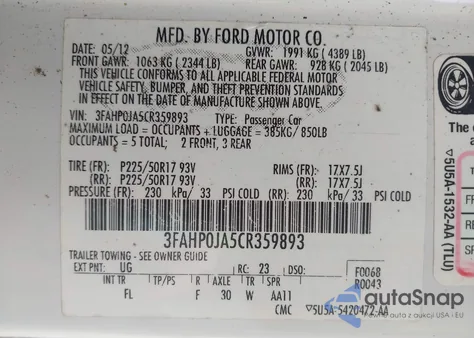 MFD. BY FORD MOTOR CO.
DATE: 05/12 GVWR: 1991 KG ( 4389 LB)
FRONT GAWR: 1063 KG ( 2344 LB) REAR GAWR: 928 KG ( 2045 LB)
THIS VEHICLE CONFORMS TO ALL APPLICABLE FEDERAL MOTOR
VEHICLE SAFETY, BUMPER, AND THEFT PREVENTION STANDARDS
IN EFFECT ON THE DATE OF MANUFACTURE SHOWN ABOVE.
VIN: 3FAHP0JA5CR359893 TYPE: Passenger Car
MAXIMUM LOAD = OCCUPANTS + LUGGAGE = 385KG/ 850LB
OCCUPANTS = 5 TOTAL: 2 FRONT, 3 REAR
TIRE (FR): P225/50R17 93V RIMS (FR): 17X7.5J
(RR): P225/50R17 93V (RR): 17X7.5J
PRESSURE (FR): 230 kPa/ 33 PSI COLD (RR): 230 kPa/ 33 PSI COLD
3FAHP0JA5CR359893
TRAILER TOWING - SEE OWNER GUIDE
EXT PNT: UG RC: 23 DSO: F0068
R0043
INT TR TP/PS R AXLE TR SPR
FL F 30 W AA11
CMC 5U5A-5420472-AA
autaSnap
The
5U5A-1532-AA (TLU)